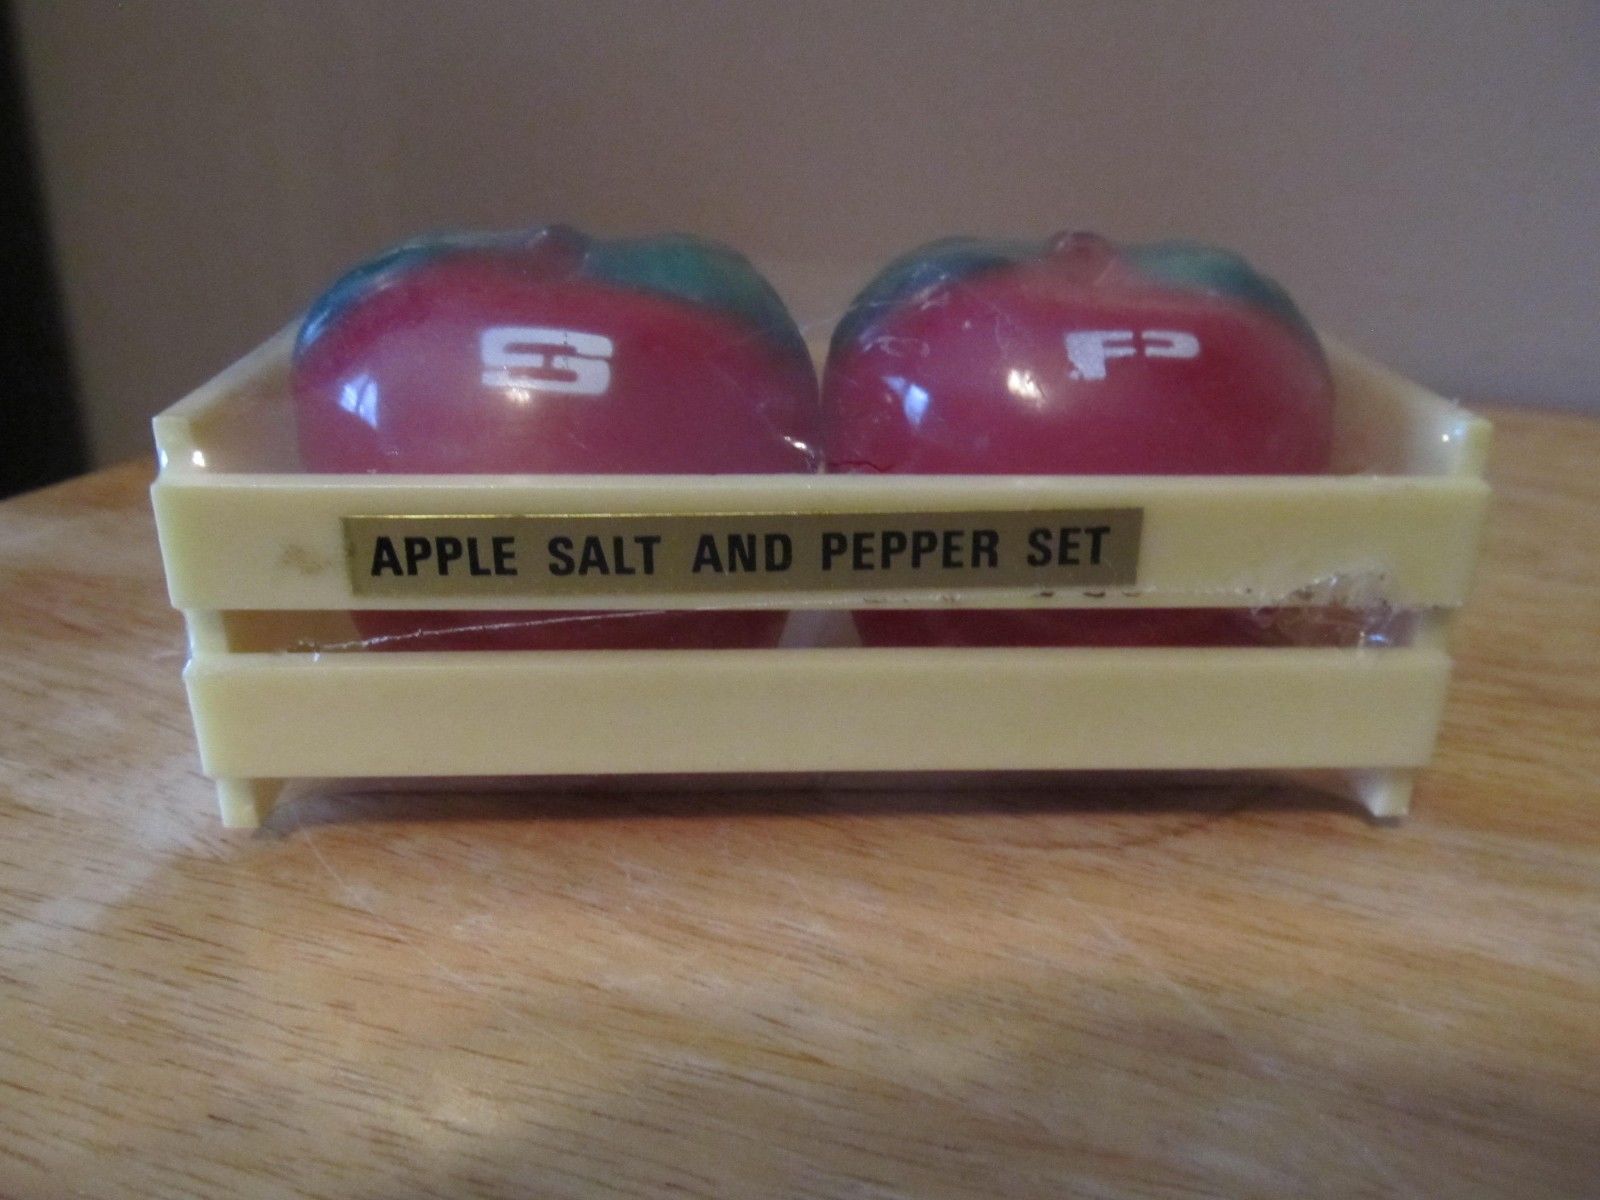 S P
APPLE SALT AND PEPPER SET